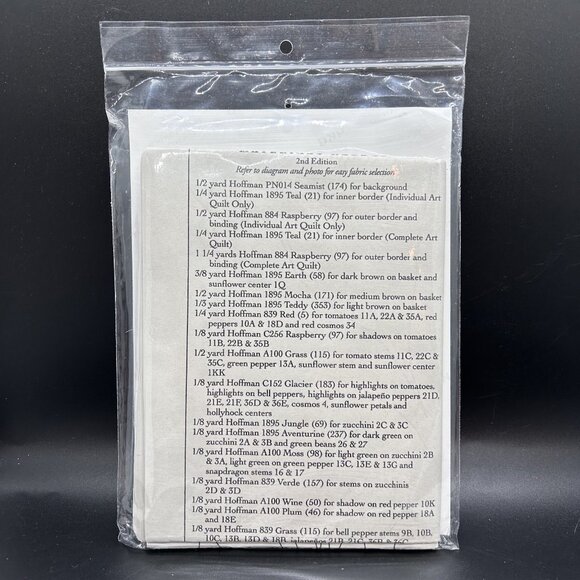 2nd Edition
Refer to diagram and photo for easy fabric selection
1/2 yard Hoffman PN014 Seamist (174) for background
1/4 yard Hoffman 1895 Teal (21) for inner border (Individual Art
Quilt Only)
1/2 yard Hoffman 884 Raspberry (97) for outer border and
binding (Individual Art Quilt Only)
1/4 yard Hoffman 1895 Teal (21) for inner border (Complete Art
Quilt)
1 1/4 yards Hoffman 884 Raspberry (97) for outer border and
binding (Complete Art Quilt)
3/8 yard Hoffman 1895 Earth (58) for dark brown on basket and
sunflower center 1Q
1/2 yard Hoffman 1895 Mocha (171) for medium brown on basket
1/3 yard Hoffman 1895 Teddy (353) for light brown on basket
1/4 yard Hoffman 839 Red (5) for tomatoes 11A, 22A & 35A, red
peppers 10A & 18D and red cosmos 34
1/8 yard Hoffman C256 Raspberry (97) for shadows on tomatoes
11B, 22B & 35B
1/2 yard Hoffman A100 Grass (115) for tomato stems 11C, 22C &
35C, green pepper 13A, sunflower stem and sunflower center
1KK
1/8 yard Hoffman C152 Glacier (183) for highlights on tomatoes,
highlights on bell peppers, highlights on jalapeño peppers 21D,
21E, 21F, 36D & 36E, cosmos 4, sunflower petals and
hollyhock centers
1/8 yard Hoffman 1895 Jungle (69) for zucchini 2C & 3C
1/8 yard Hoffman 1895 Aventurine (237) for dark green on
zucchini 2A & 3B and green beans 26 & 27
1/8 yard Hoffman A100 Moss (98) for light green on zucchini 2B
& 3A, light green on green pepper 13C, 13E & 13G and
snapdragon stems 16 & 17
1/8 yard Hoffman 839 Verde (157) for stems on zucchinis
2D & 3D
1/8 yard Hoffman A100 Wine (50) for shadow on red pepper 10K
1/8 yard Hoffman A100 Plum (46) for shadow on red pepper 18A
and 18E
1/8 yard Hoffman 839 Grass (115) for bell pepper stems 9B, 10B,
10C, 13B, 13D & 18B, jalapeños 21B, 21C, 36B & 36C